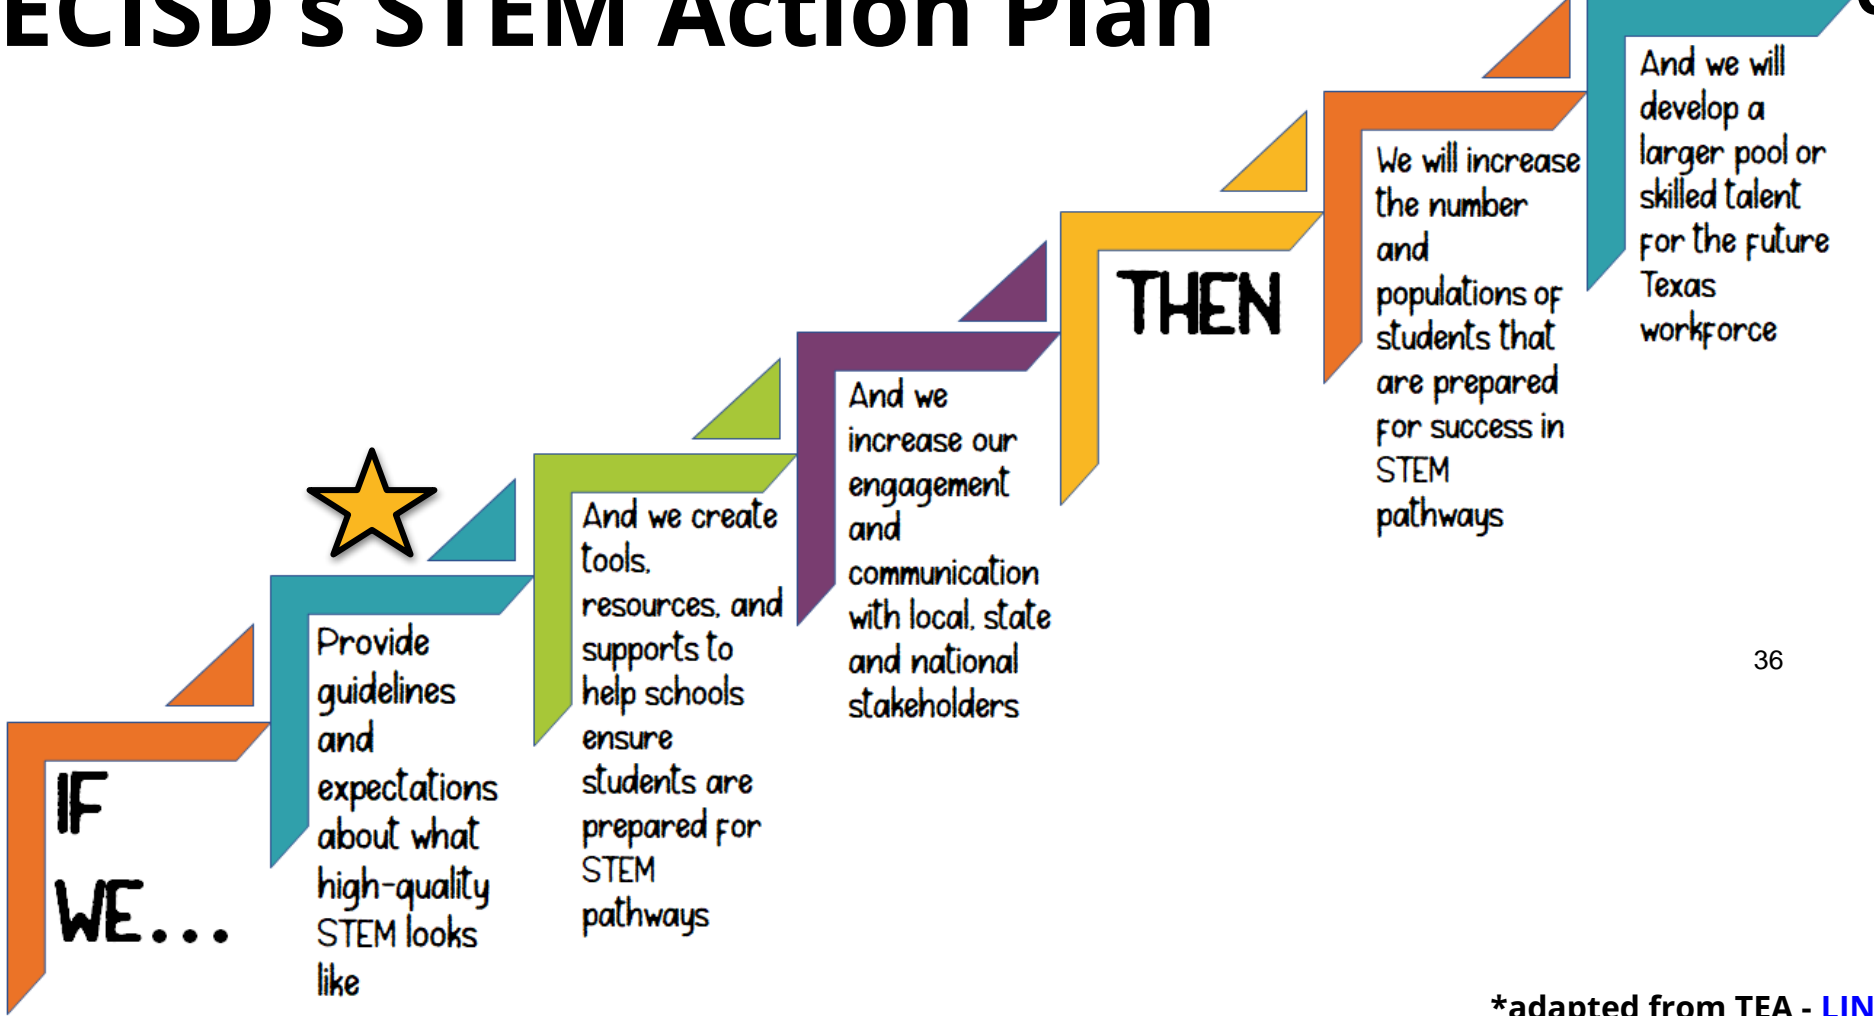 ECISD's STEM Action Plan
IF
WE...
Provide
guidelines
and
expectations
about what
high-quality
STEM looks
like
And we create
tools,
resources, and
supports to
help schools
ensure
students are
prepared for
STEM
pathways
And we
increase our
engagement
and
communication
with local, state
and national
stakeholders
THEN
We will increase
the number
and
populations of
students that
are prepared
for success in
STEM
pathways
And we will
develop a
larger pool or
skilled talent
for the future
Texas
workforce
36
*adapted from TEA - LIN